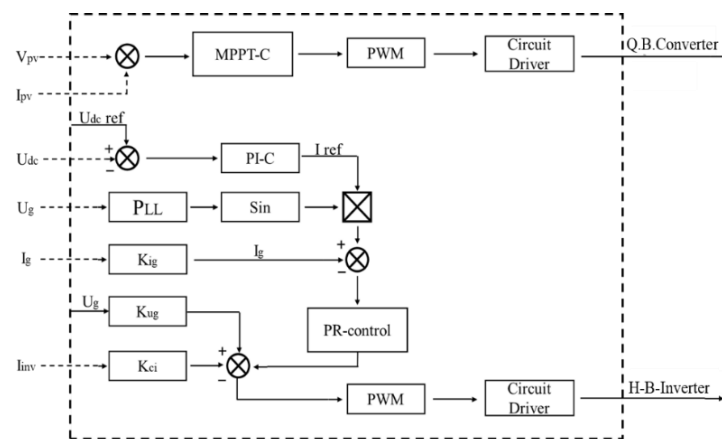 Vpv
MPPT-C
PWM
Circuit
Driver
Q.B.Converter
Ipv
Udc ref
Udc
+
−
PI-C
I ref
Ug
PLL
Sin
Ig
Kig
Ig
+
−
Ug
Kug
PR-control
Iinv
Kci
+
−
PWM
Circuit
Driver
H-B-Inverter